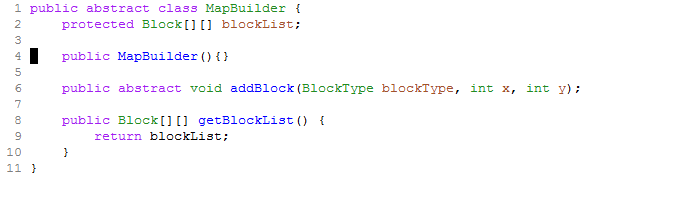 1 public abstract class MapBuilder {
2     protected Block[][] blockList;
3
4     public MapBuilder(){}
5
6     public abstract void addBlock(BlockType blockType, int x, int y);
7
8     public Block[][] getBlockList() {
9         return blockList;
10     }
11 }